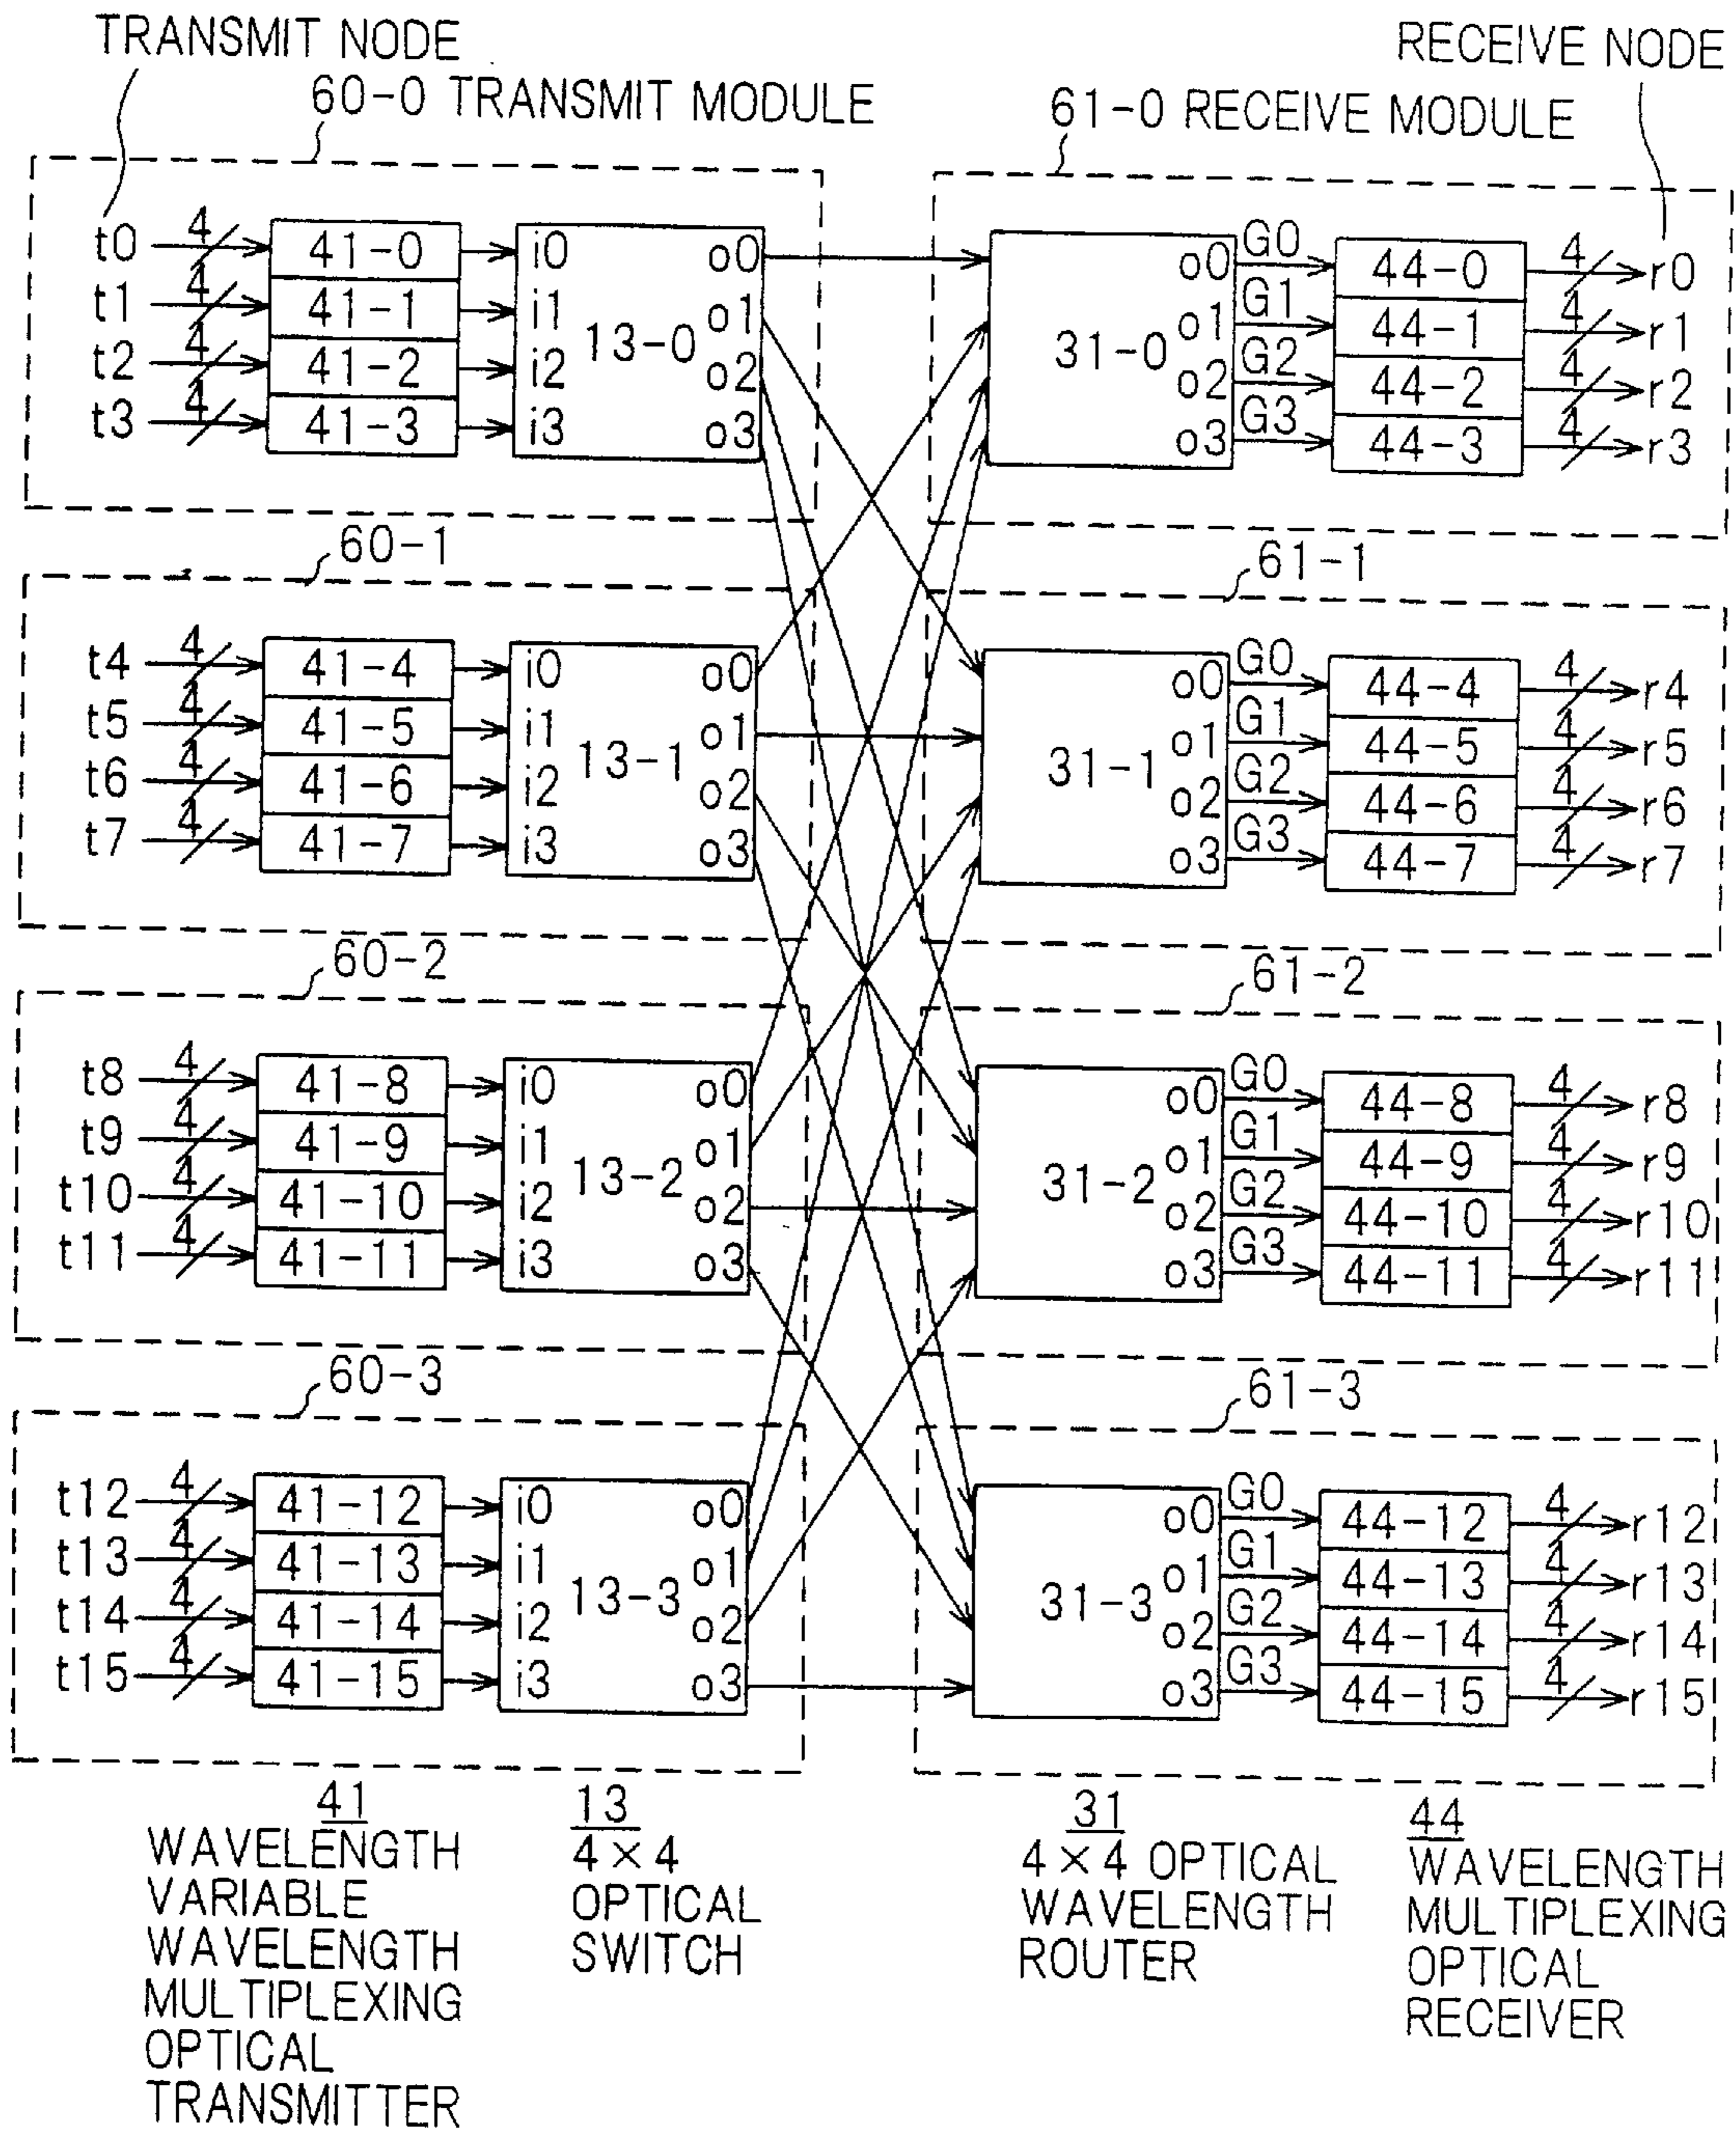 TRANSMIT NODE
RECEIVE NODE
60-0 TRANSMIT MODULE
61-0 RECEIVE MODULE
t0 4 41-0 i0 o0 o0 G0 44-0 4 r0
t1 4 41-1 i1 o1 o1 G1 44-1 4 r1
13-0 31-0
t2 4 41-2 i2 o2 o2 G2 44-2 4 r2
t3 4 41-3 i3 o3 o3 G3 44-3 4 r3
60-1 61-1
t4 4 41-4 i0 o0 o0 G0 44-4 4 r4
t5 4 41-5 i1 o1 o1 G1 44-5 4 r5
13-1 31-1
t6 4 41-6 i2 o2 o2 G2 44-6 4 r6
t7 4 41-7 i3 o3 o3 G3 44-7 4 r7
60-2 61-2
t8 4 41-8 i0 o0 o0 G0 44-8 4 r8
t9 4 41-9 i1 o1 o1 G1 44-9 4 r9
13-2 31-2
t10 4 41-10 i2 o2 o2 G2 44-10 4 r10
t11 4 41-11 i3 o3 o3 G3 44-11 4 r11
60-3 61-3
t12 4 41-12 i0 o0 o0 G0 44-12 4 r12
t13 4 41-13 i1 o1 o1 G1 44-13 4 r13
13-3 31-3
t14 4 41-14 i2 o2 o2 G2 44-14 4 r14
t15 4 41-15 i3 o3 o3 G3 44-15 4 r15
41
WAVELENGTH
VARIABLE
WAVELENGTH
MULTIPLEXING
OPTICAL
TRANSMITTER
13
4×4
OPTICAL
SWITCH
31
4×4 OPTICAL
WAVELENGTH
ROUTER
44
WAVELENGTH
MULTIPLEXING
OPTICAL
RECEIVER